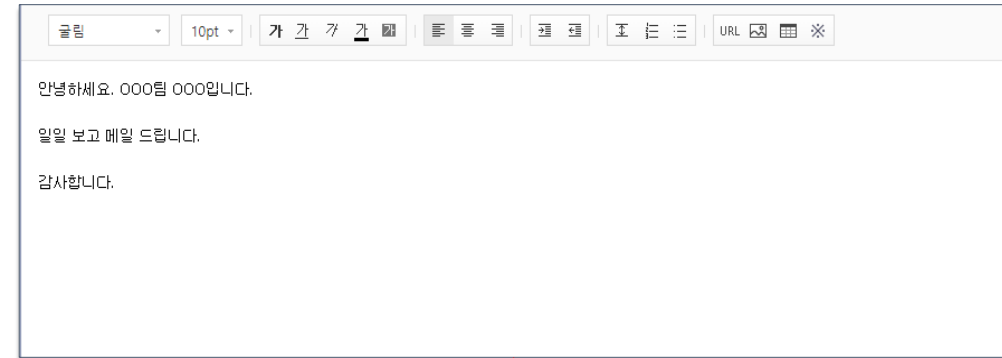 굴림 10pt 가 가 가 가 가 URL ※
안녕하세요. OOO팀 OOO입니다.
일일 보고 메일 드립니다.
감사합니다.